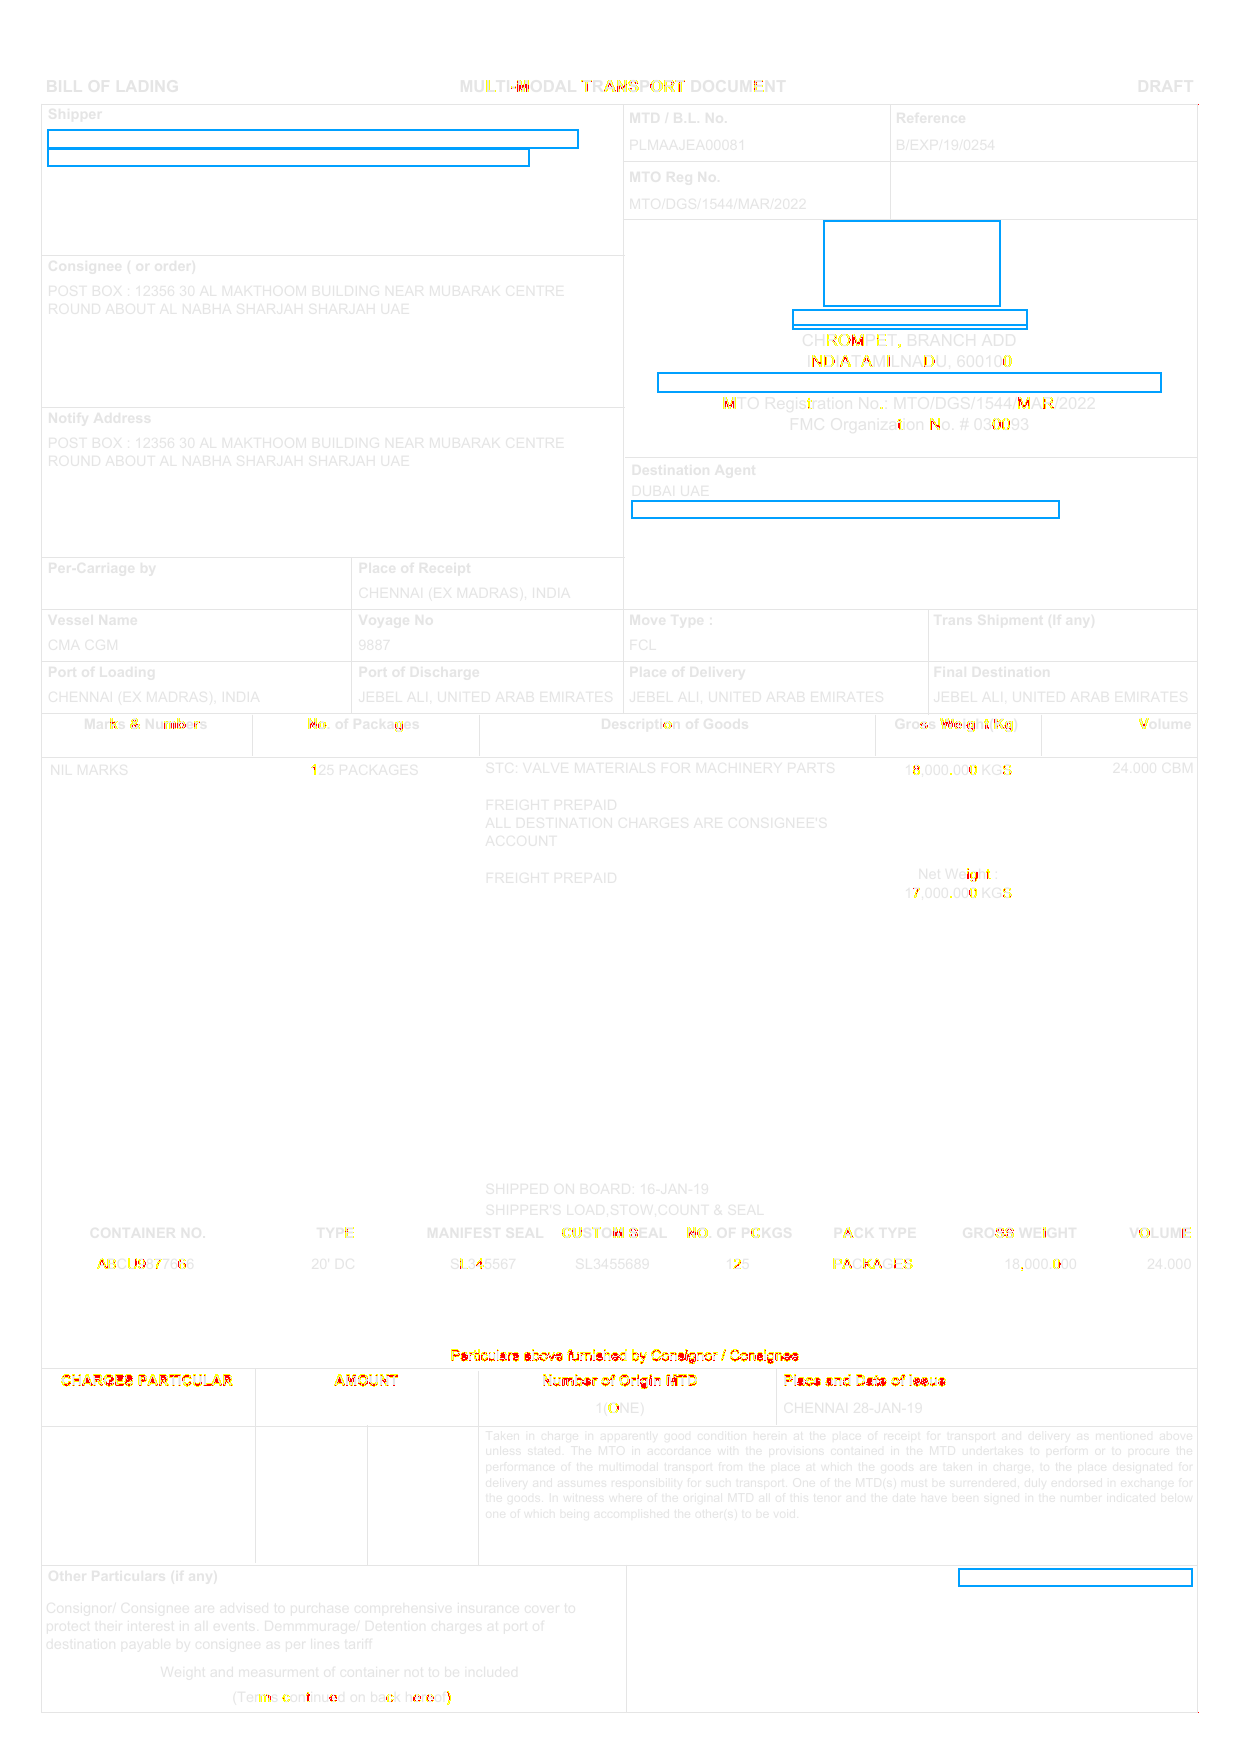 BILL OF LADING MULTI-MODAL TRANSPORT DOCUMENT DRAFT
Shipper
MTD / B.L. No. Reference
PLMAAJEA00081 B/EXP/19/0254
MTO Reg No.
MTO/DGS/1544/MAR/2022
Consignee ( or order)
POST BOX : 12356 30 AL MAKTHOOM BUILDING NEAR MUBARAK CENTRE
ROUND ABOUT AL NABHA SHARJAH SHARJAH UAE
CHROMPET, BRANCH ADD
INDIATAMILNADU, 600100
MTO Registration No.: MTO/DGS/1544/MAR/2022
FMC Organization No. # 030093
Notify Address
POST BOX : 12356 30 AL MAKTHOOM BUILDING NEAR MUBARAK CENTRE
ROUND ABOUT AL NABHA SHARJAH SHARJAH UAE
Destination Agent
DUBAI UAE
Per-Carriage by Place of Receipt
CHENNAI (EX MADRAS), INDIA
Vessel Name Voyage No Move Type : Trans Shipment (If any)
CMA CGM 9887 FCL
Port of Loading Port of Discharge Place of Delivery Final Destination
CHENNAI (EX MADRAS), INDIA JEBEL ALI, UNITED ARAB EMIRATES JEBEL ALI, UNITED ARAB EMIRATES JEBEL ALI, UNITED ARAB EMIRATES
Marks & Numbers No. of Packages Description of Goods Gross Weight(Kg) Volume
NIL MARKS 125 PACKAGES STC: VALVE MATERIALS FOR MACHINERY PARTS 18,000.000 KGS 24.000 CBM
FREIGHT PREPAID
ALL DESTINATION CHARGES ARE CONSIGNEE'S
ACCOUNT
FREIGHT PREPAID Net Weight :
17,000.000 KGS
SHIPPED ON BOARD: 16-JAN-19
SHIPPER'S LOAD,STOW,COUNT & SEAL
CONTAINER NO. TYPE MANIFEST SEAL CUSTOM SEAL NO. OF PCKGS PACK TYPE GROSS WEIGHT VOLUME
20' DC SL345567 SL3455689 125 PACKAGES 18,000.000 24.000
Particulars above furnished by Consignor / Consignee
CHARGES PARTICULAR AMOUNT Number of Origin MTD Place and Date of Issue
1(ONE) CHENNAI 28-JAN-19
Taken in charge in apparently good condition herein at the place of receipt for transport and delivery as mentioned above
unless stated. The MTO in accordance with the provisions contained in the MTD undertakes to perform or to procure the
performance of the multimodal transport from the place at which the goods are taken in charge, to the place designated for
delivery and assumes responsibility for such transport. One of the MTD(s) must be surrendered, duly endorsed in exchange for
the goods. In witness where of the original MTD all of this tenor and the date have been signed in the number indicated below
one of which being accomplished the other(s) to be void.
Other Particulars (if any)
Consignor/ Consignee are advised to purchase comprehensive insurance cover to
protect their interest in all events. Demmmurage/ Detention charges at port of
destination payable by consignee as per lines tariff
Weight and measurment of container not to be included
(Terms continued on back hereof)